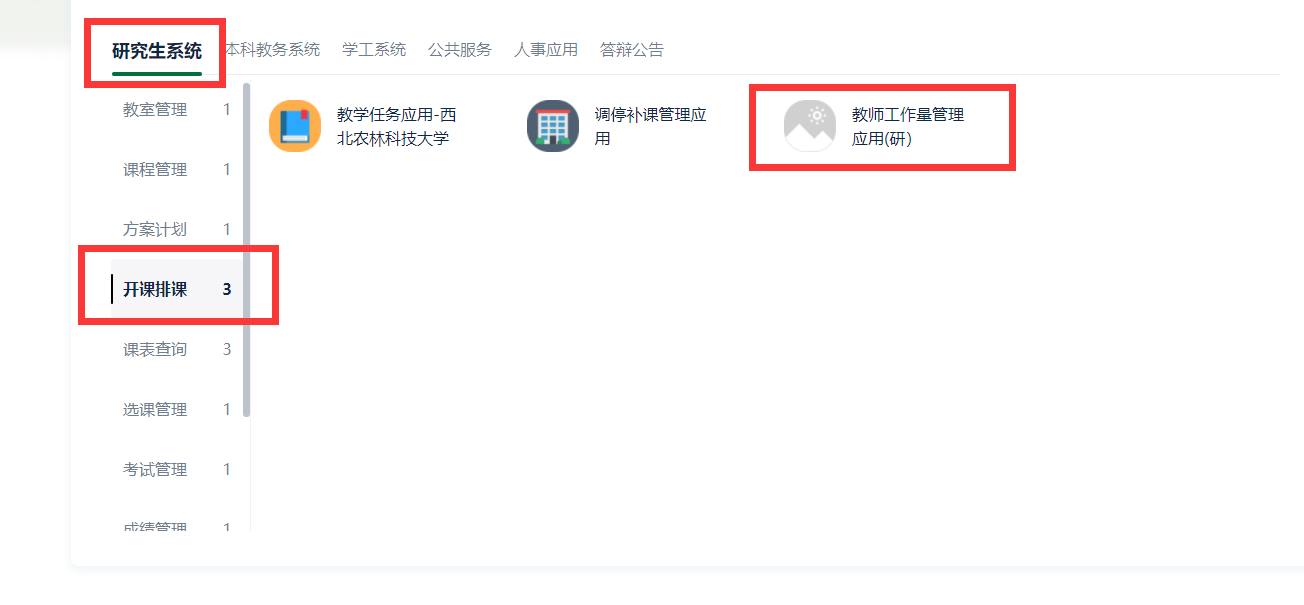 研究生系统 本科教务系统 学工系统 公共服务 人事应用 答辩公告
教室管理 1
课程管理 1
方案计划 1
开课排课 3
课表查询 3
选课管理 1
考试管理 1
成绩管理 1
教学任务应用-西
北农林科技大学
调停补课管理应
用
教师工作量管理
应用(研)